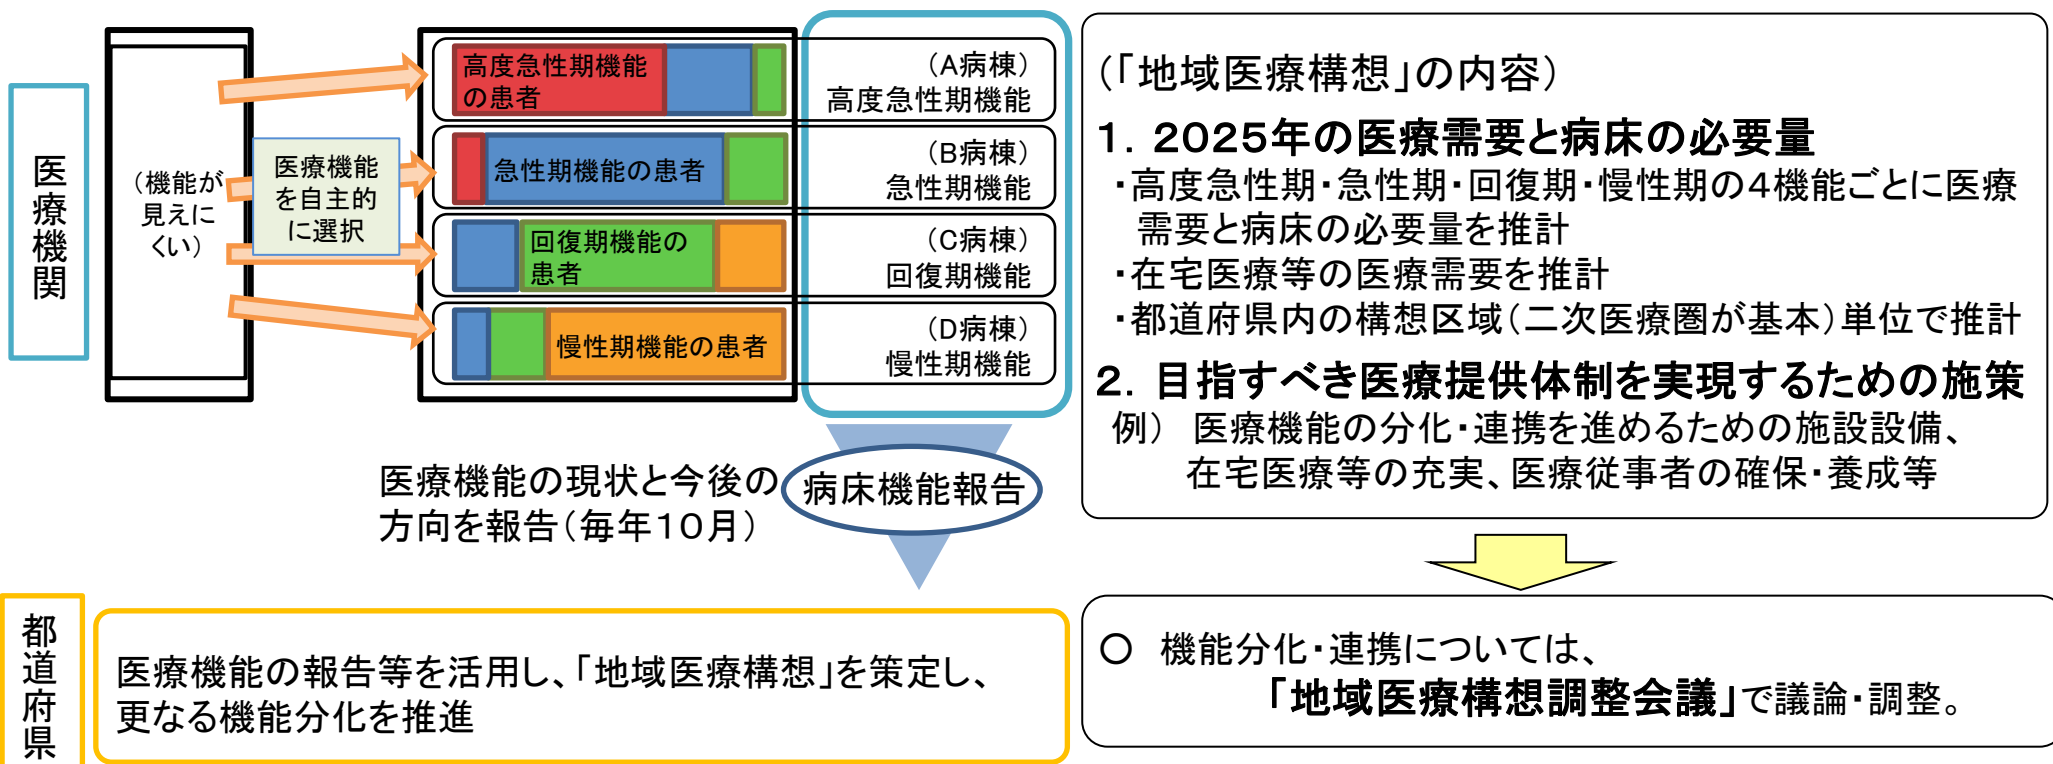 医療機関
（機能が
見えに
くい）
医療機能
を自主的
に選択
高度急性期機能
の患者
（A病棟）
高度急性期機能
急性期機能の患者
（B病棟）
急性期機能
回復期機能の
患者
（C病棟）
回復期機能
慢性期機能の患者
（D病棟）
慢性期機能
医療機能の現状と今後の
方向を報告（毎年１０月）
病床機能報告
都道府県
医療機能の報告等を活用し、「地域医療構想」を策定し、
更なる機能分化を推進
（「地域医療構想」の内容）
１．２０２５年の医療需要と病床の必要量
・高度急性期・急性期・回復期・慢性期の４機能ごとに医療
需要と病床の必要量を推計
・在宅医療等の医療需要を推計
・都道府県内の構想区域（二次医療圏が基本）単位で推計
２．目指すべき医療提供体制を実現するための施策
例） 医療機能の分化・連携を進めるための施設設備、
在宅医療等の充実、医療従事者の確保・養成等
○ 機能分化・連携については、
「地域医療構想調整会議」で議論・調整。